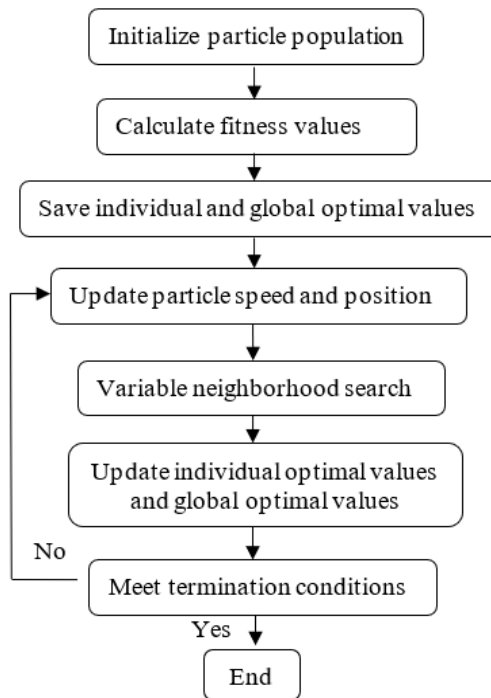 Initialize particle population
Calculate fitness values
Save individual and global optimal values
Update particle speed and position
Variable neighborhood search
Update individual optimal values
and global optimal values
No
Meet termination conditions
Yes
End